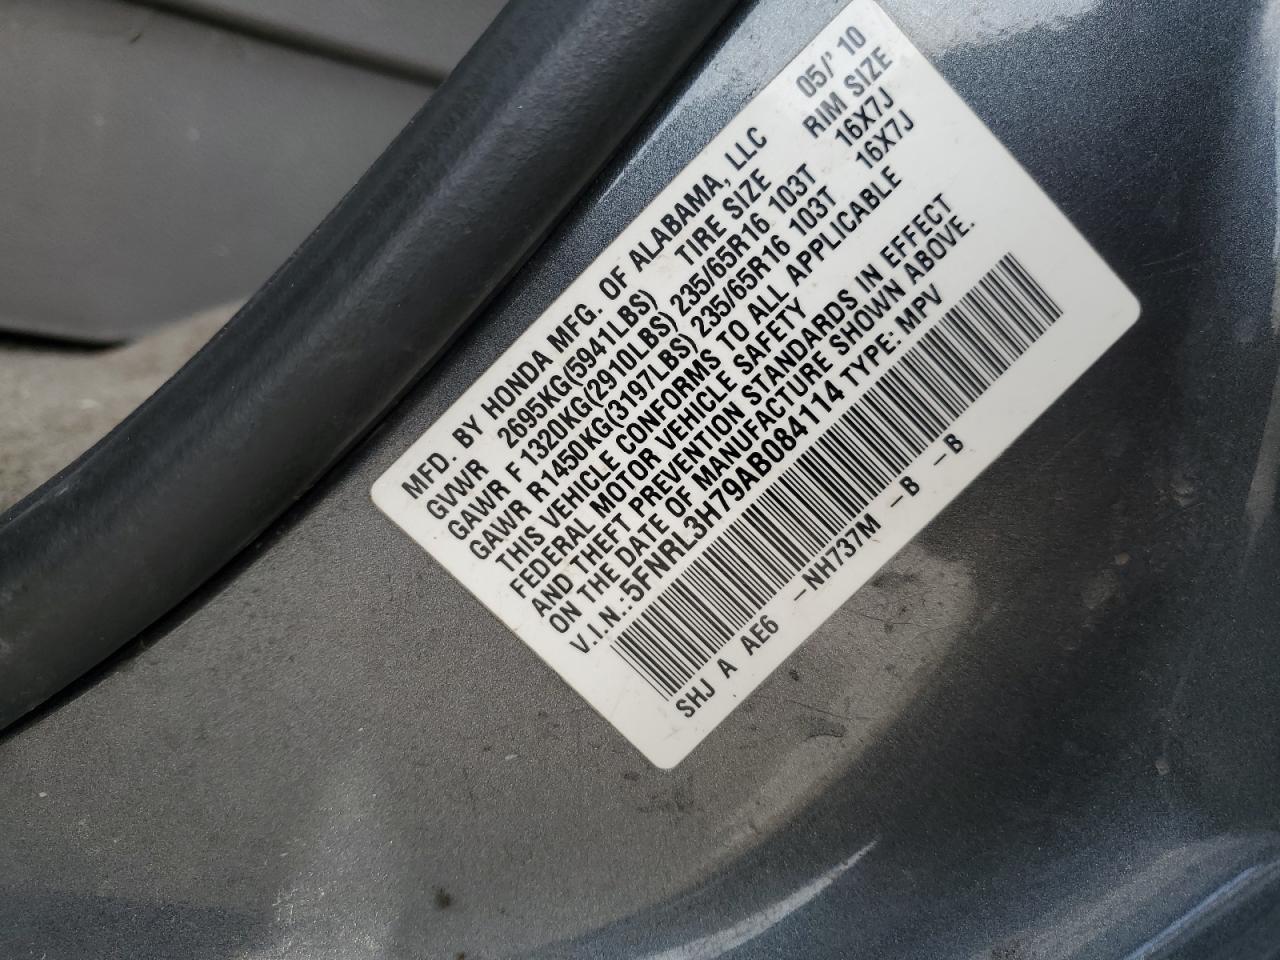 MFD. BY HONDA MFG. OF ALABAMA, LLC 05/'10
GVWR 2695KG(5941LBS) TIRE SIZE RIM SIZE
GAWR F 1320KG(2910LBS) 235/65R16 103T 16X7J
GAWR R1450KG(3197LBS) 235/65R16 103T 16X7J
THIS VEHICLE CONFORMS TO ALL APPLICABLE
FEDERAL MOTOR VEHICLE SAFETY
AND THEFT PREVENTION STANDARDS IN EFFECT
ON THE DATE OF MANUFACTURE SHOWN ABOVE.
V.I.N.:5FNRL3H79AB084114 TYPE: MPV
SHJ A AE6 -NH737M -B -B